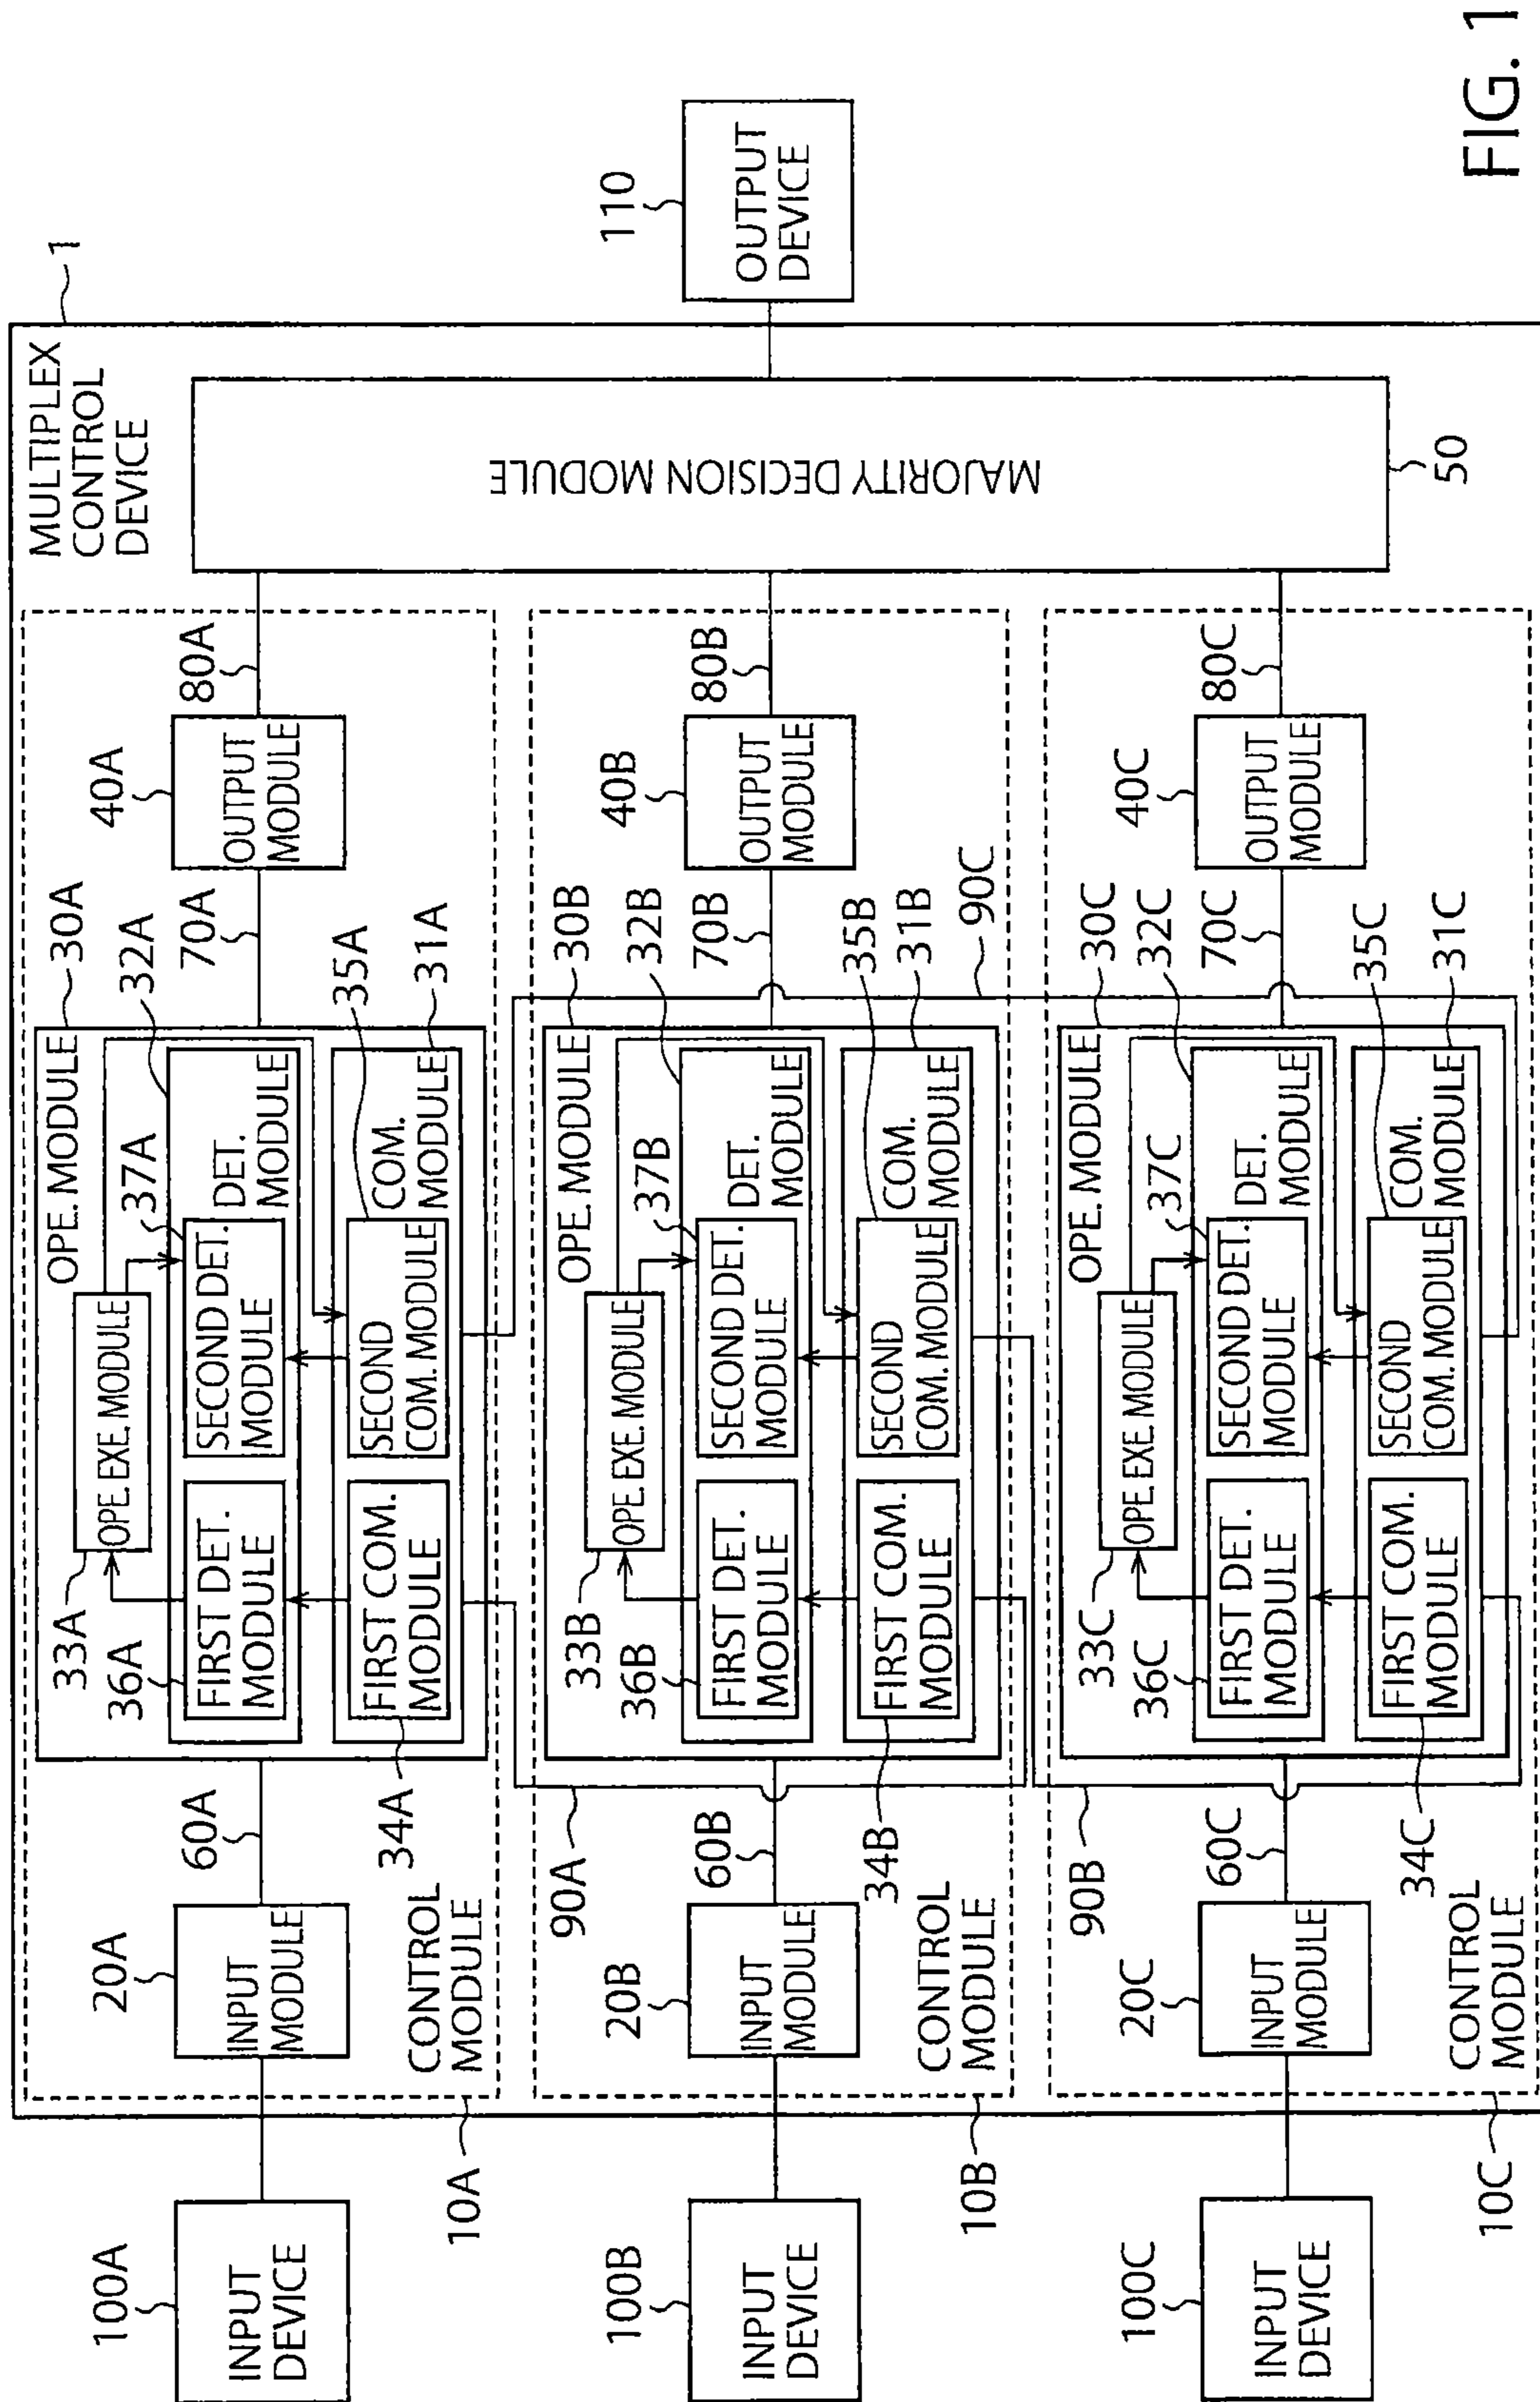 FIG. 1
1
MULTIPLEX
CONTROL
DEVICE
100A
INPUT
DEVICE
10A
20A
INPUT
MODULE
CONTROL
MODULE
60A
30A
OPE. MODULE
33A
OPE. EXE. MODULE
32A
36A
FIRST DET.
MODULE
37A
SECOND DET.
MODULE
DET.
MODULE
34A
FIRST COM.
MODULE
35A
SECOND
COM. MODULE
COM.
MODULE
31A
70A
40A
OUTPUT
MODULE
80A
90A
100B
INPUT
DEVICE
10B
20B
INPUT
MODULE
CONTROL
MODULE
60B
30B
OPE. MODULE
33B
OPE. EXE. MODULE
32B
36B
FIRST DET.
MODULE
37B
SECOND DET.
MODULE
DET.
MODULE
34B
FIRST COM.
MODULE
35B
SECOND
COM. MODULE
COM.
MODULE
31B
70B
40B
OUTPUT
MODULE
80B
90B
90C
100C
INPUT
DEVICE
10C
20C
INPUT
MODULE
CONTROL
MODULE
60C
30C
OPE. MODULE
33C
OPE. EXE. MODULE
32C
36C
FIRST DET.
MODULE
37C
SECOND DET.
MODULE
DET.
MODULE
34C
FIRST COM.
MODULE
35C
SECOND
COM. MODULE
COM.
MODULE
31C
70C
40C
OUTPUT
MODULE
80C
MAJORITY DECISION MODULE
50
110
OUTPUT
DEVICE